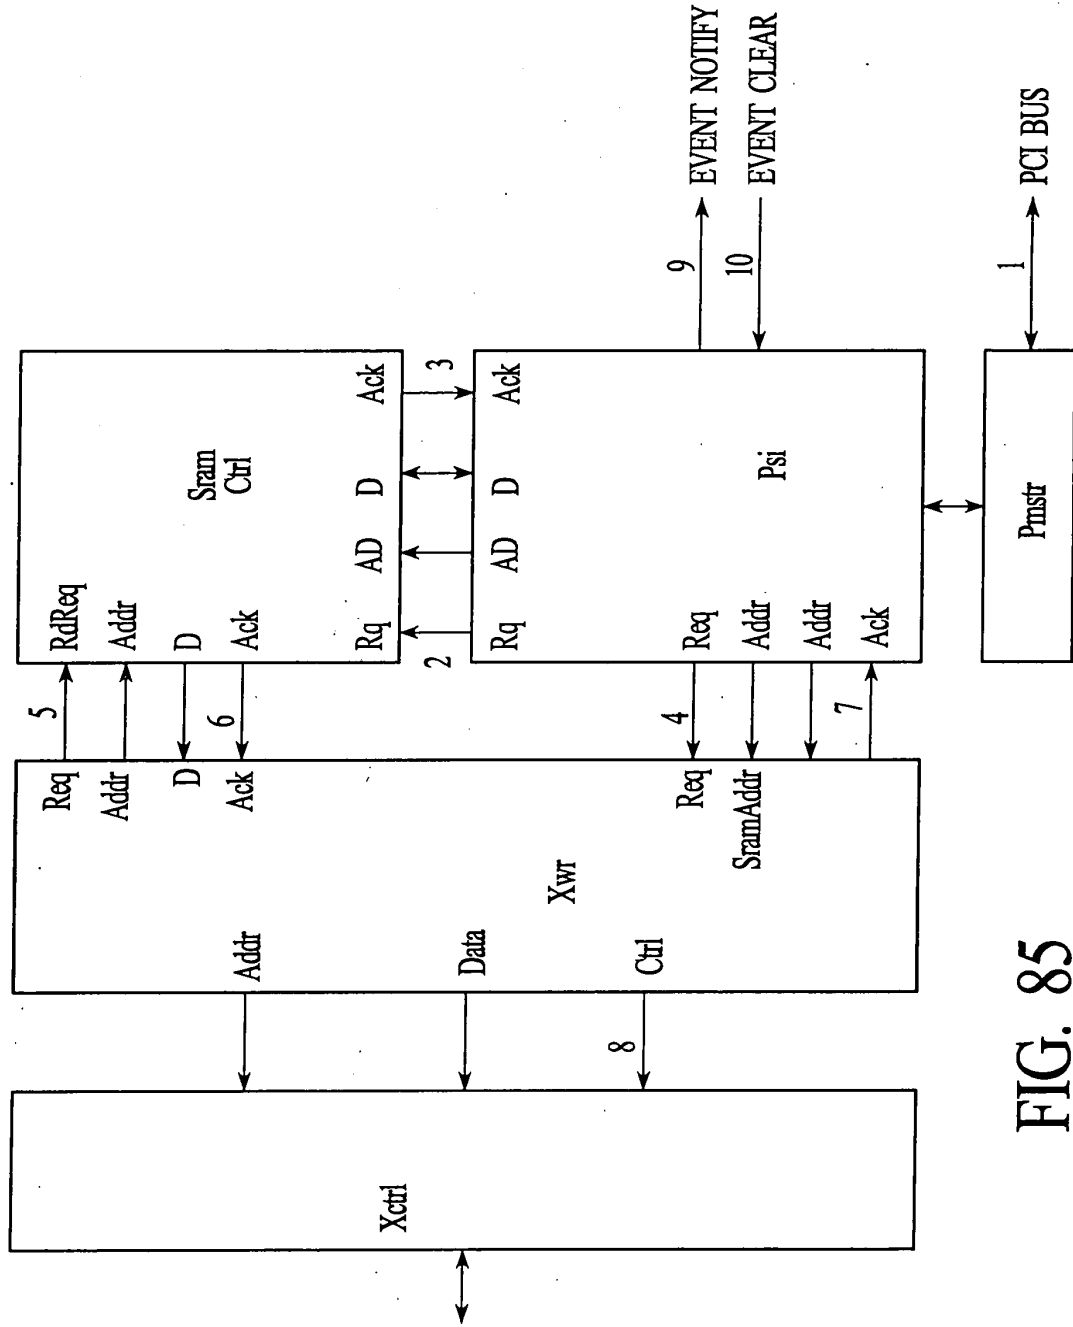 Xctrl
8
Ctrl
Data
Addr
Xwr
SramAddr
Req
Ack
D
Addr
Req
7
4
6
5
Ack
Addr
Addr
Req
Ack
D
Addr
RdReq
Rq
2
Rq
AD
AD
Pmstr
Psi
D
D
Sram
Ctrl
Ack
3
Ack
1
10
9
PCI BUS
EVENT CLEAR
EVENT NOTIFY
FIG. 85